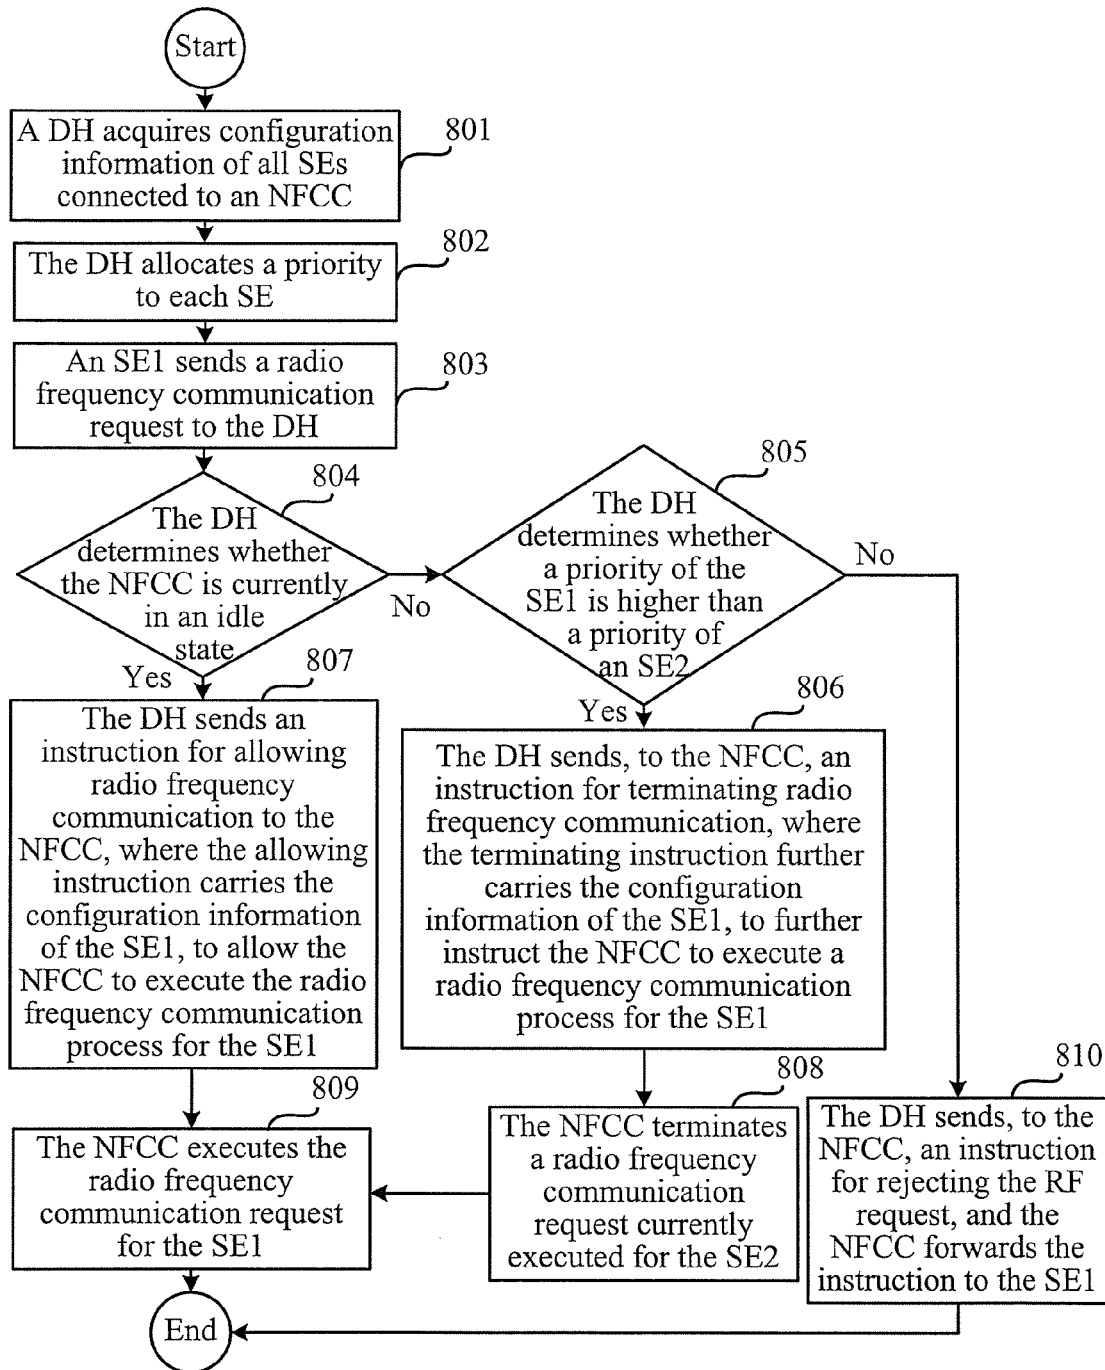 Start
A DH acquires configuration
information of all SEs
connected to an NFCC
801
The DH allocates a priority
to each SE
802
An SE1 sends a radio
frequency communication
request to the DH
803
The DH
determines whether
the NFCC is currently
in an idle
state
804
No
Yes
The DH
determines whether
a priority of the
SE1 is higher than
a priority of
an SE2
805
No
Yes
The DH sends an
instruction for allowing
radio frequency
communication to the
NFCC, where the allowing
instruction carries the
configuration information
of the SE1, to allow the
NFCC to execute the radio
frequency communication
process for the SE1
807
The DH sends, to the NFCC, an
instruction for terminating radio
frequency communication, where
the terminating instruction further
carries the configuration
information of the SE1, to further
instruct the NFCC to execute a
radio frequency communication
process for the SE1
806
The NFCC executes the
radio frequency
communication request
for the SE1
809
The NFCC terminates
a radio frequency
communication
request currently
executed for the SE2
808
The DH sends, to the
NFCC, an instruction
for rejecting the RF
request, and the
NFCC forwards the
instruction to the SE1
810
End